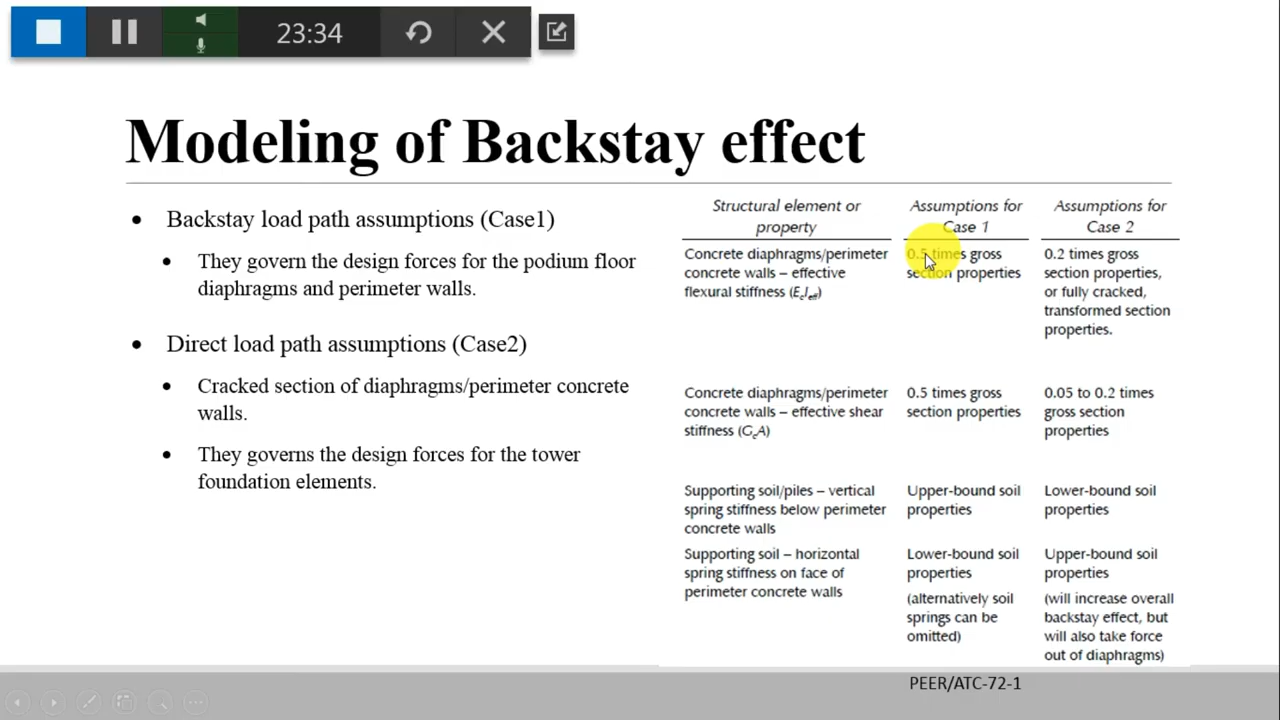 23:34
Modeling of Backstay effect
• Backstay load path assumptions (Case1)
• They govern the design forces for the podium floor
diaphragms and perimeter walls.
• Direct load path assumptions (Case2)
• Cracked section of diaphragms/perimeter concrete
walls.
• They governs the design forces for the tower
foundation elements.
Structural element or
property
Assumptions for
Case 1
Assumptions for
Case 2
Concrete diaphragms/perimeter
concrete walls – effective
flexural stiffness (EcIeff)
0.5 times gross
section properties
0.2 times gross
section properties,
or fully cracked,
transformed section
properties.
Concrete diaphragms/perimeter
concrete walls – effective shear
stiffness (GcA)
0.5 times gross
section properties
0.05 to 0.2 times
gross section
properties
Supporting soil/piles – vertical
spring stiffness below perimeter
concrete walls
Upper-bound soil
properties
Lower-bound soil
properties
Supporting soil – horizontal
spring stiffness on face of
perimeter concrete walls
Lower-bound soil
properties
(alternatively soil
springs can be
omitted)
Upper-bound soil
properties
(will increase overall
backstay effect, but
will also take force
out of diaphragms)
PEER/ATC-72-1